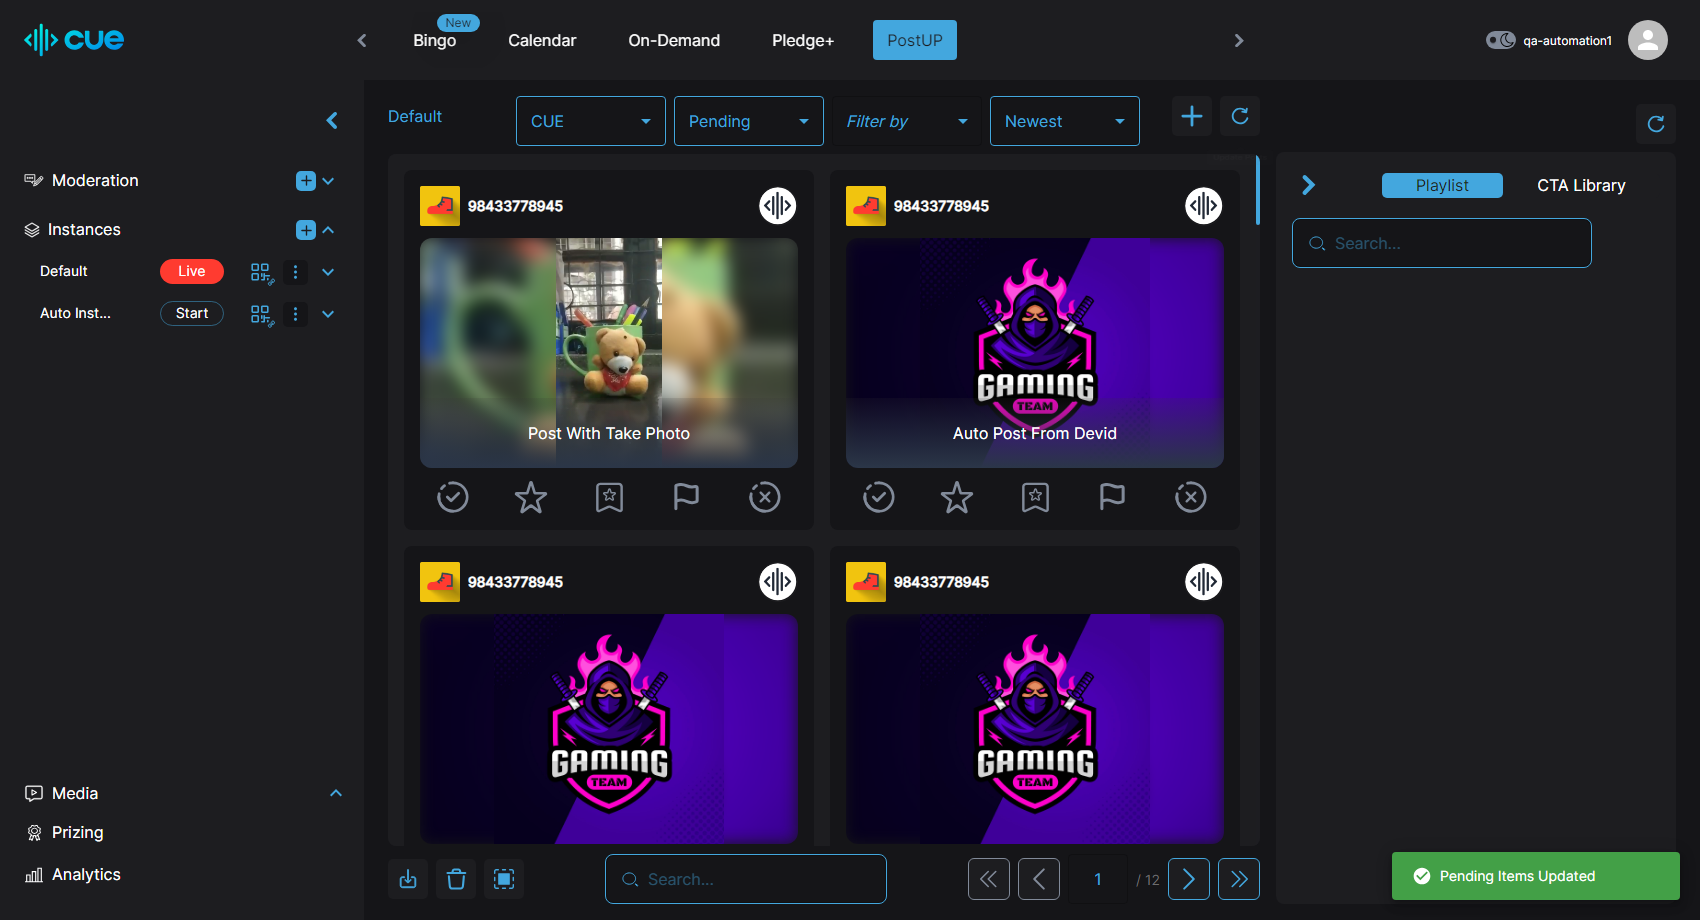 cue
New
Bingo
Calendar
On-Demand
Pledge+
PostUP
qa-automation1
Default
CUE
Pending
Filter by
Newest
Moderation
Instances
Default
Live
Auto Inst...
Start
Media
Prizing
Analytics
98433778945
Post With Take Photo
98433778945
GAMING
TEAM
Auto Post From Devid
98433778945
GAMING
TEAM
98433778945
GAMING
TEAM
Search...
1
/ 12
Playlist
CTA Library
Search...
Pending Items Updated